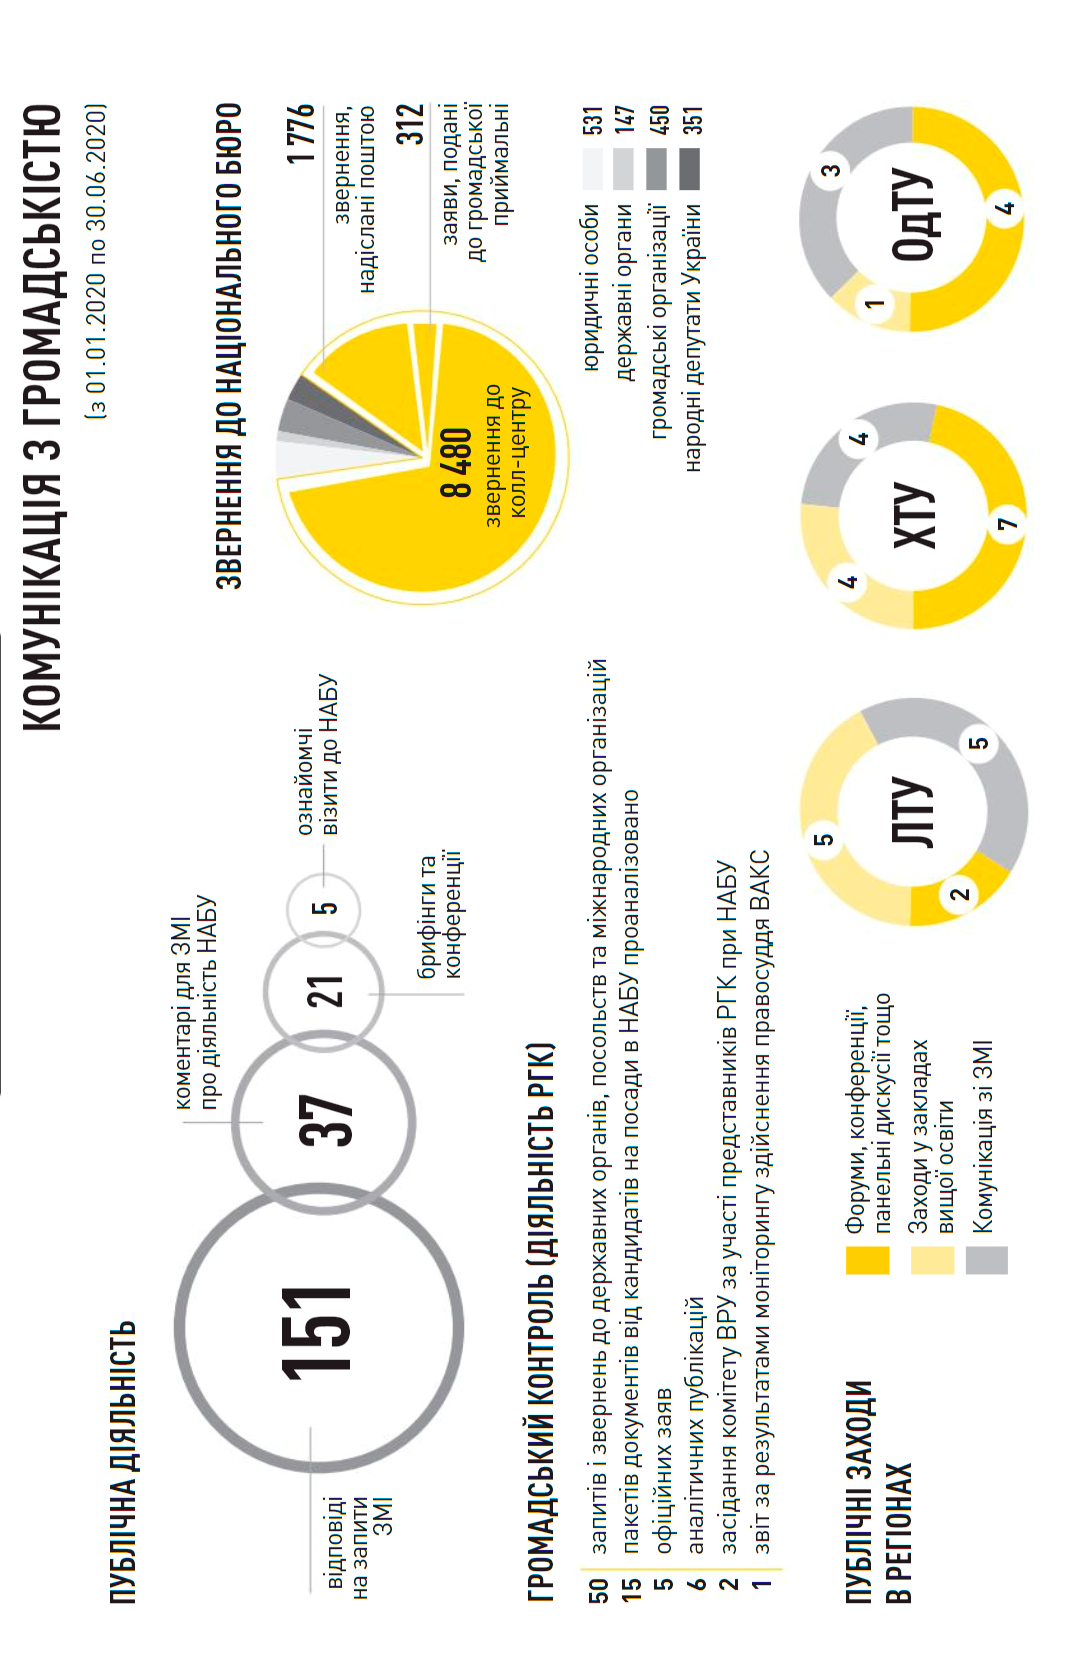 КОМУНІКАЦІЯ З ГРОМАДСЬКІСТЮ
(з 01.01.2020 по 30.06.2020)
ПУБЛІЧНА ДІЯЛЬНІСТЬ
відповіді
на запити
ЗМІ
151
коментарі для ЗМІ
про діяльність НАБУ
37
21
брифінги та
конференції
5
ознайомчі
візити до НАБУ
ЗВЕРНЕННЯ ДО НАЦІОНАЛЬНОГО БЮРО
1 776
звернення,
надіслані поштою
312
заяви, подані
до громадської
приймальні
8 480
звернення до
колл-центру
юридичні особи 531
державні органи 147
громадські організації 450
народні депутати України 351
ГРОМАДСЬКИЙ КОНТРОЛЬ (ДІЯЛЬНІСТЬ РГК)
50 запитів і звернень до державних органів, посольств та міжнародних організацій
15 пакетів документів від кандидатів на посади в НАБУ проаналізовано
5 офіційних заяв
6 аналітичних публікацій
2 засідання комітету ВРУ за участі представників РГК при НАБУ
1 звіт за результатами моніторингу здійснення правосуддя ВАКС
ПУБЛІЧНІ ЗАХОДИ
В РЕГІОНАХ
Форуми, конференції,
панельні дискусії тощо
Заходи у закладах
вищої освіти
Комунікація зі ЗМІ
5
ЛТУ
2
5
4
4
ХТУ
7
1
3
ОдТУ
4